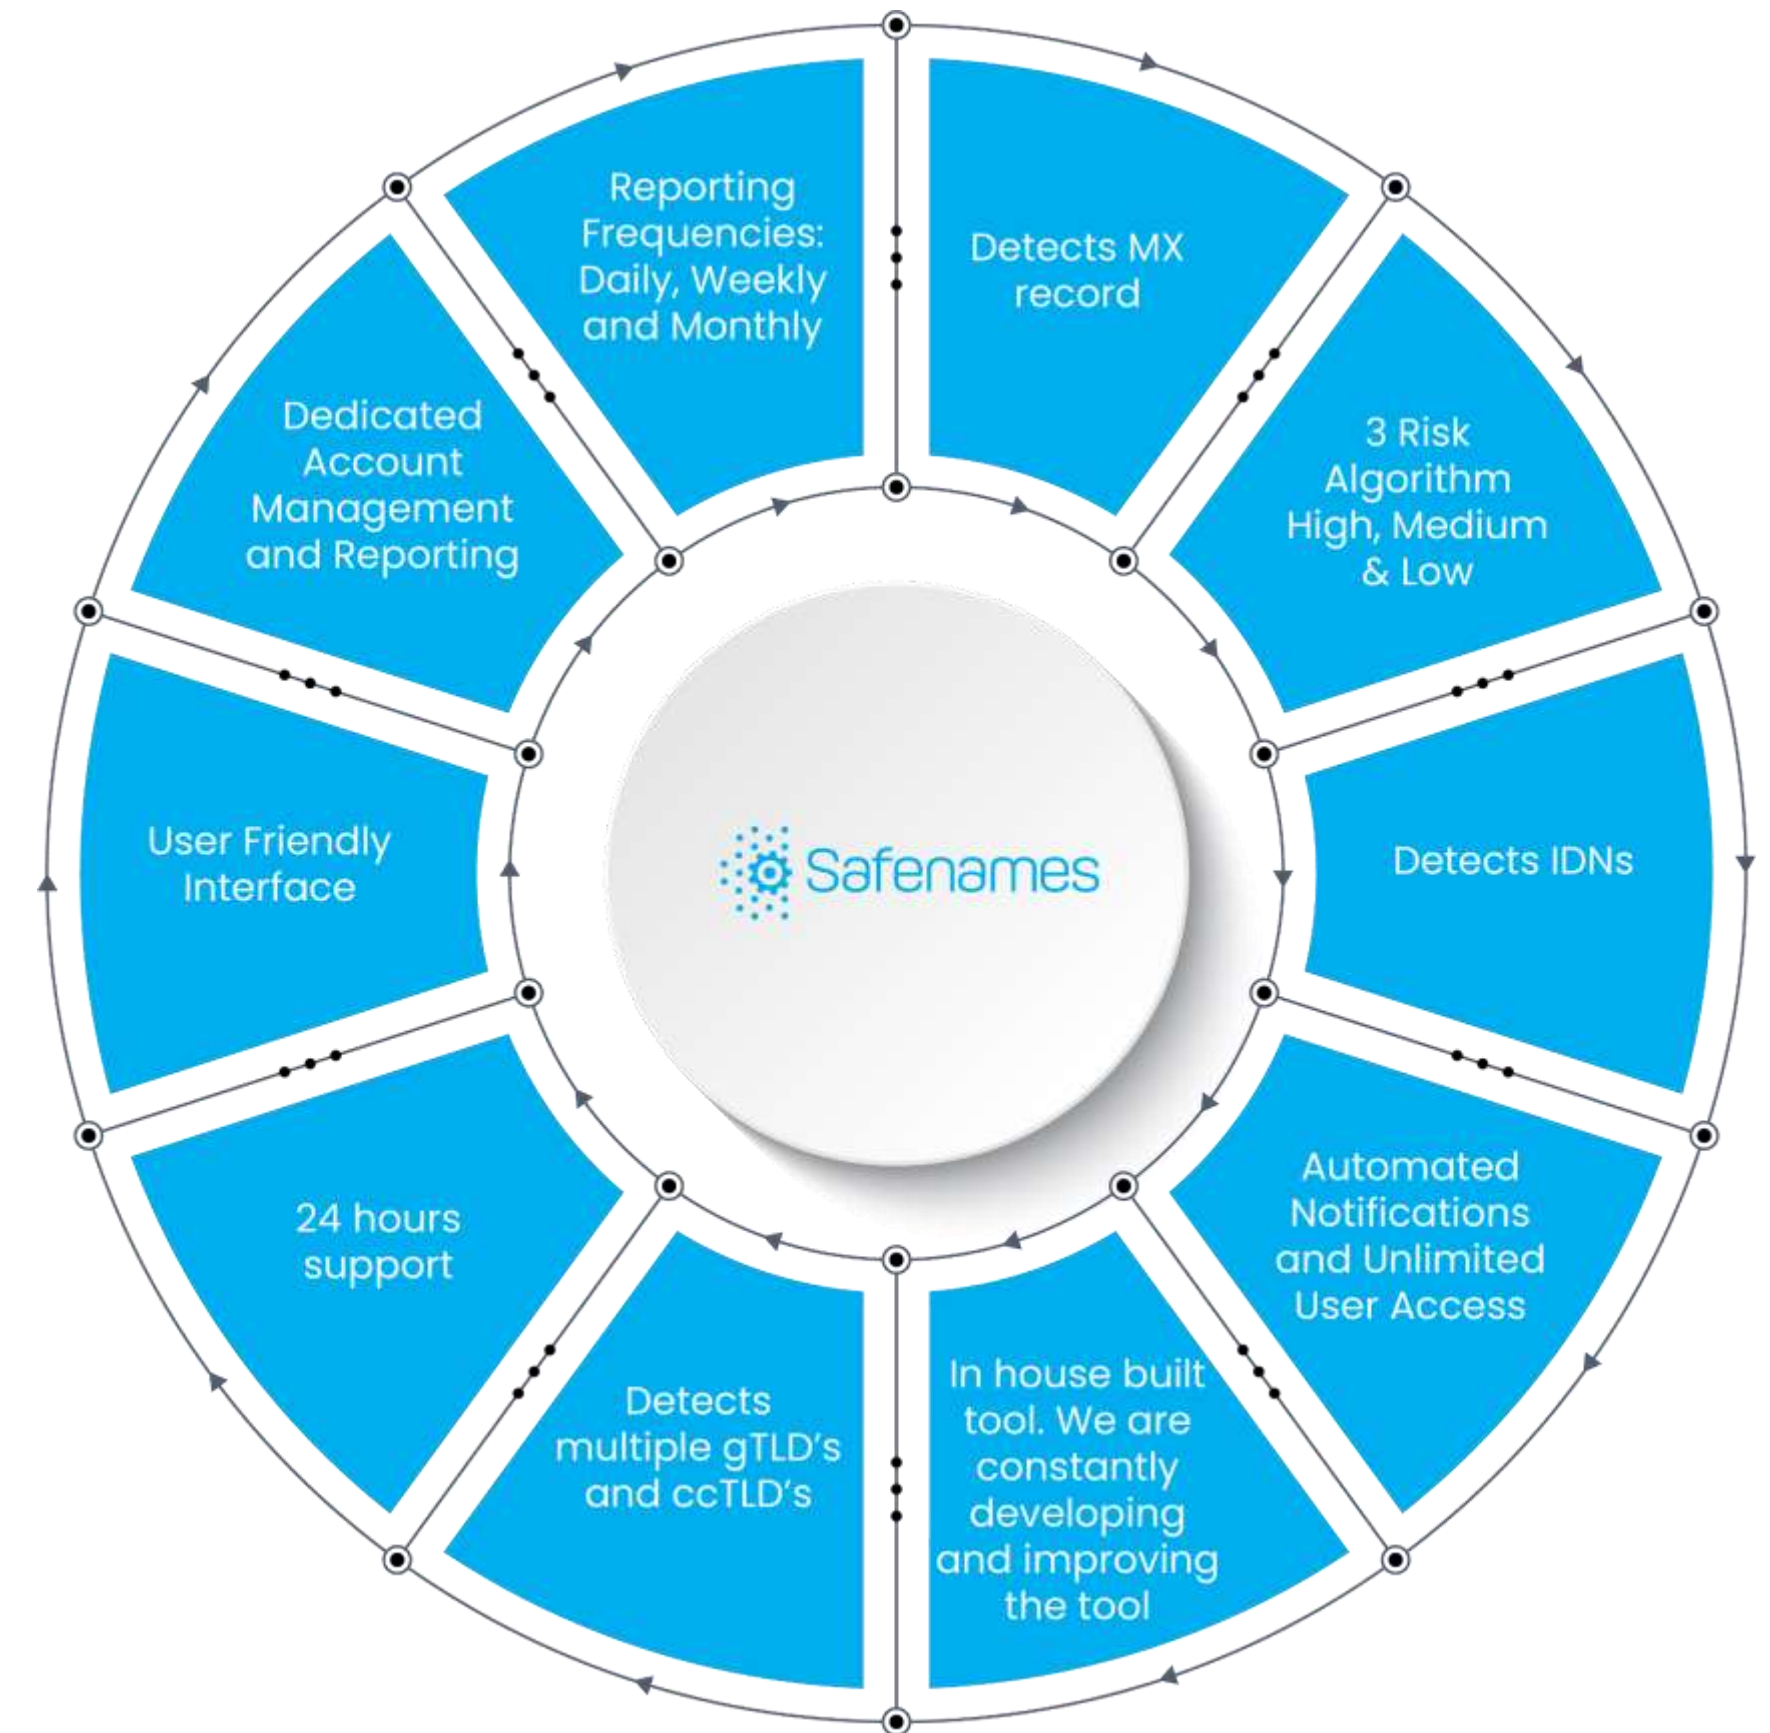 Reporting
Frequencies:
Daily, Weekly
and Monthly
Detects MX
record
3 Risk
Algorithm
High, Medium
& Low
Detects IDNs
Automated
Notifications
and Unlimited
User Access
In house built
tool. We are
constantly
developing
and improving
the tool
Detects
multiple gTLD’s
and ccTLD’s
24 hours
support
User Friendly
Interface
Dedicated
Account
Management
and Reporting
Safenames